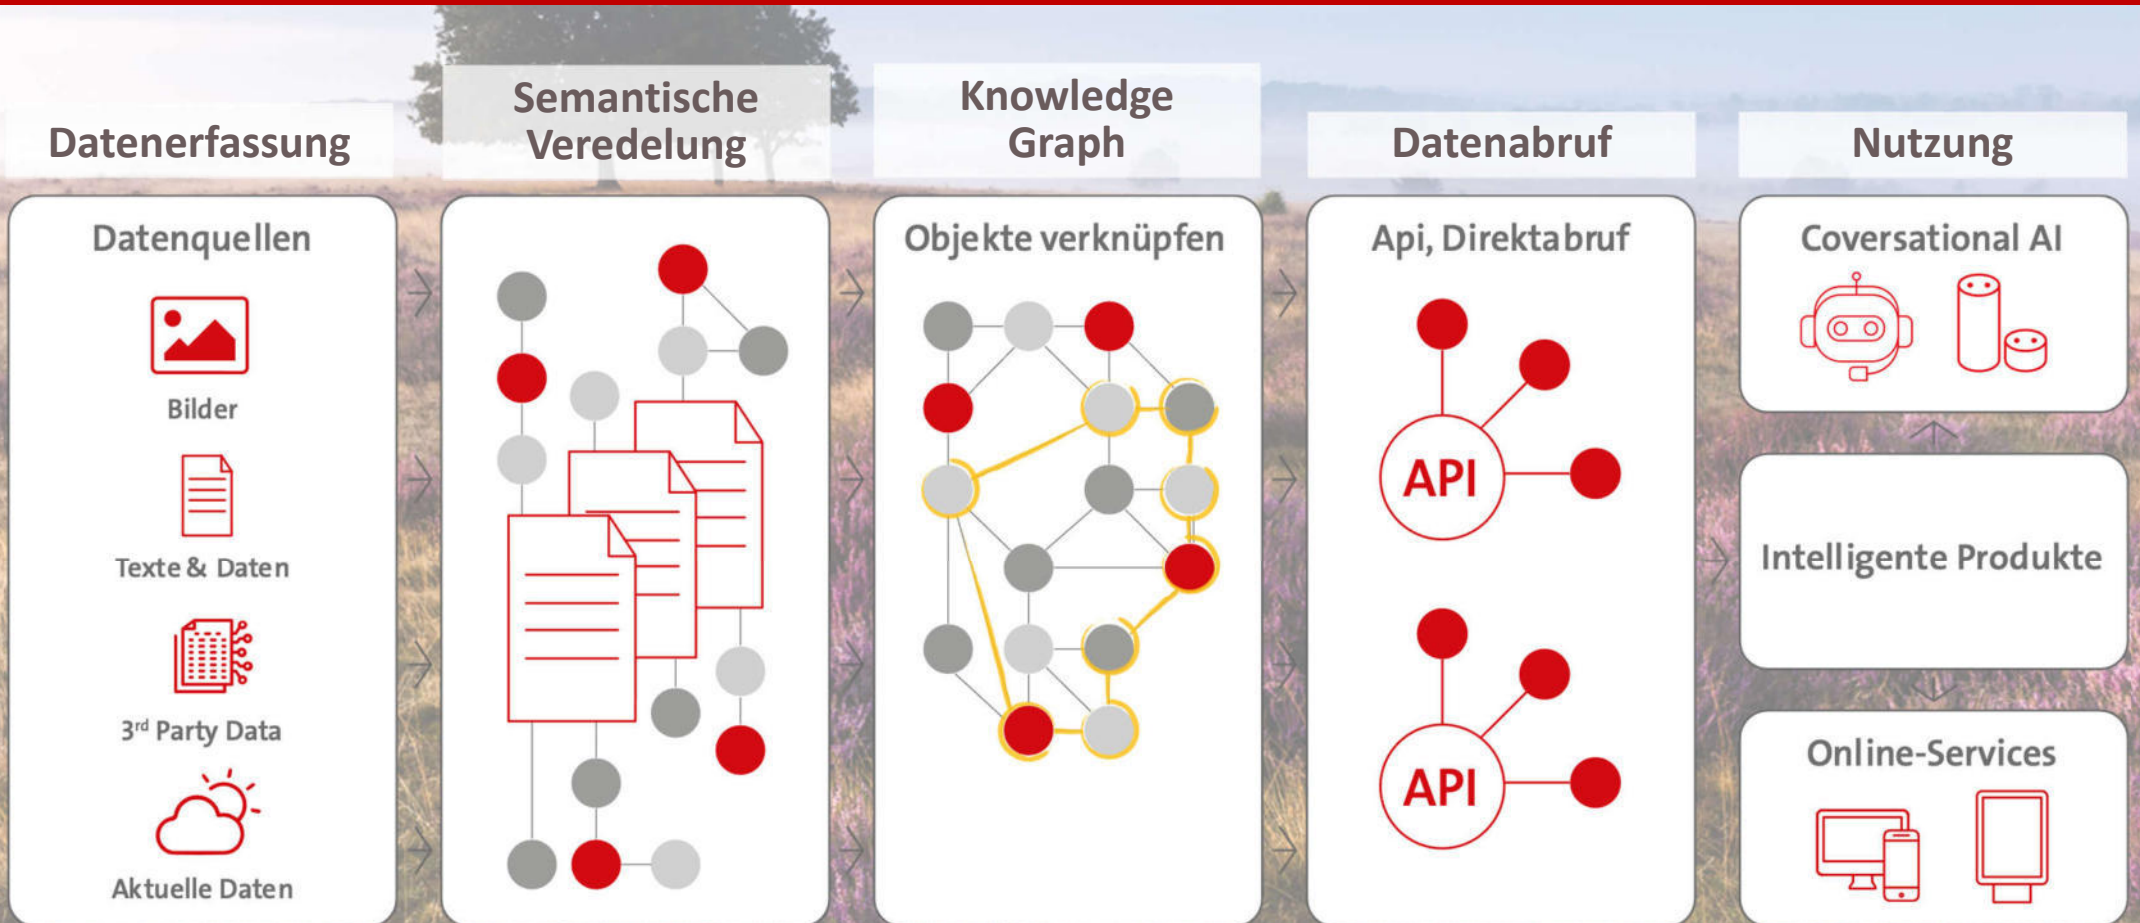 Datenerfassung
Semantische
Veredelung
Knowledge
Graph
Datenabruf
Nutzung
Datenquellen
Bilder
Texte & Daten
3rd Party Data
Aktuelle Daten
Objekte verknüpfen
Api, Direktabruf
API
API
Coversational AI
Intelligente Produkte
Online-Services